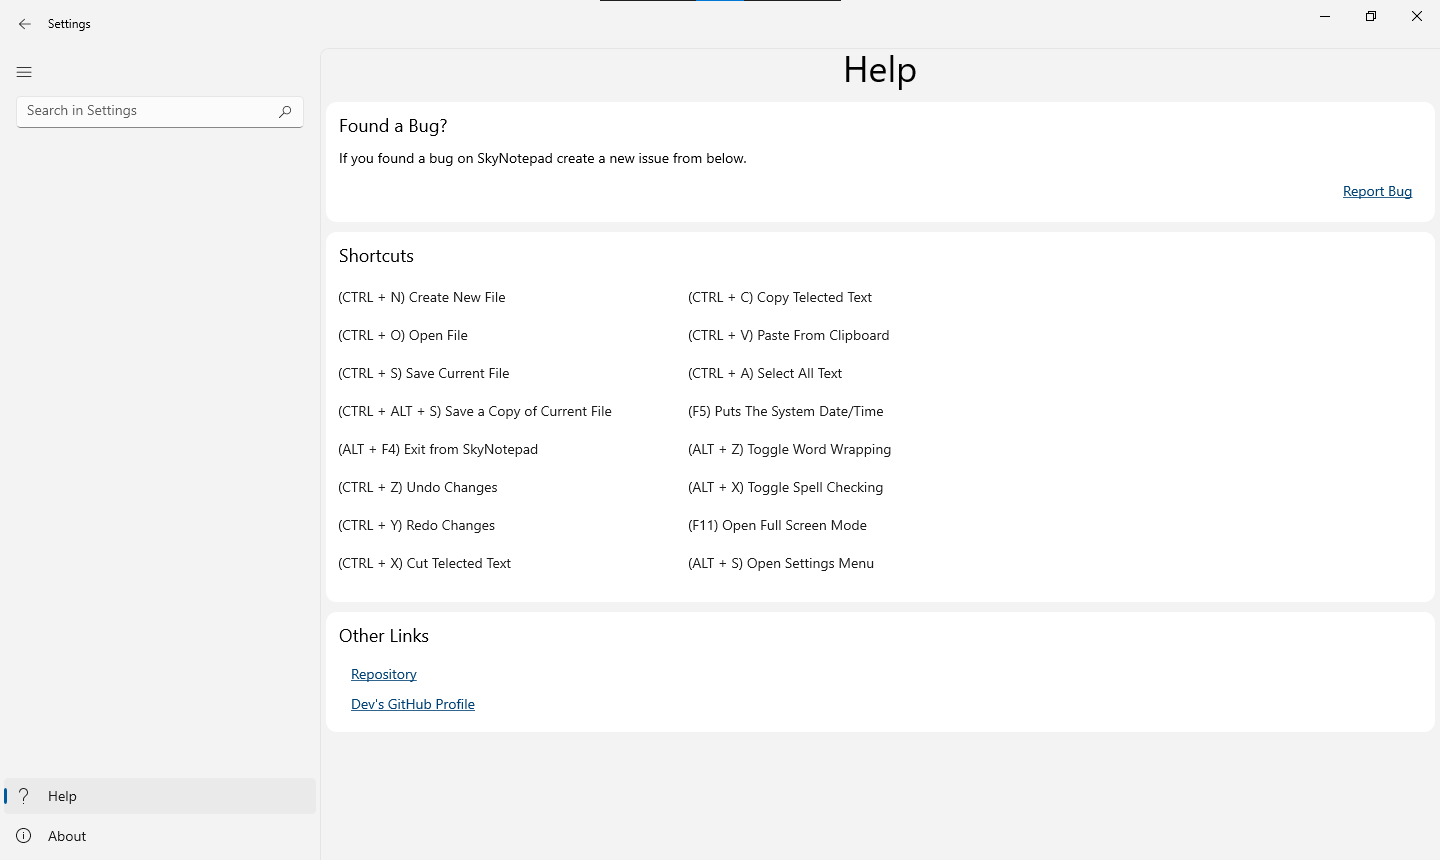 Settings
Search in Settings
Help
About
Help
Found a Bug?
If you found a bug on SkyNotepad create a new issue from below.
Report Bug
Shortcuts
(CTRL + N) Create New File
(CTRL + O) Open File
(CTRL + S) Save Current File
(CTRL + ALT + S) Save a Copy of Current File
(ALT + F4) Exit from SkyNotepad
(CTRL + Z) Undo Changes
(CTRL + Y) Redo Changes
(CTRL + X) Cut Telected Text
(CTRL + C) Copy Telected Text
(CTRL + V) Paste From Clipboard
(CTRL + A) Select All Text
(F5) Puts The System Date/Time
(ALT + Z) Toggle Word Wrapping
(ALT + X) Toggle Spell Checking
(F11) Open Full Screen Mode
(ALT + S) Open Settings Menu
Other Links
Repository
Dev's GitHub Profile